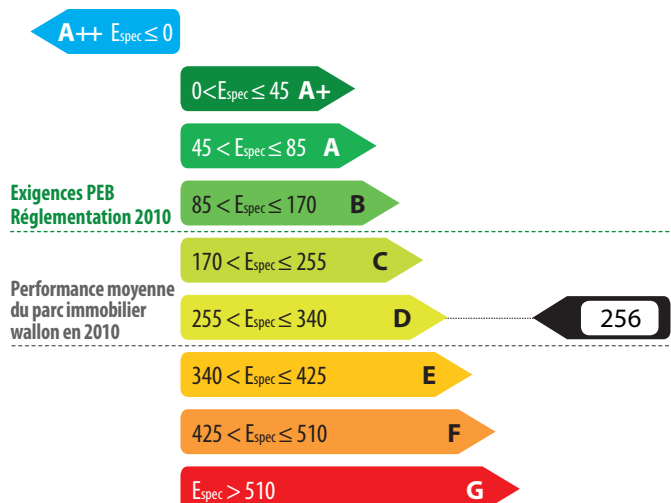 A++ Espec ≤ 0
0<Espec ≤ 45 A+
45 < Espec ≤ 85 A
Exigences PEB
Réglementation 2010
85 < Espec ≤ 170 B
170 < Espec ≤ 255 C
Performance moyenne
du parc immobilier
wallon en 2010
255 < Espec ≤ 340 D
256
340 < Espec ≤ 425 E
425 < Espec ≤ 510 F
Espec > 510 G